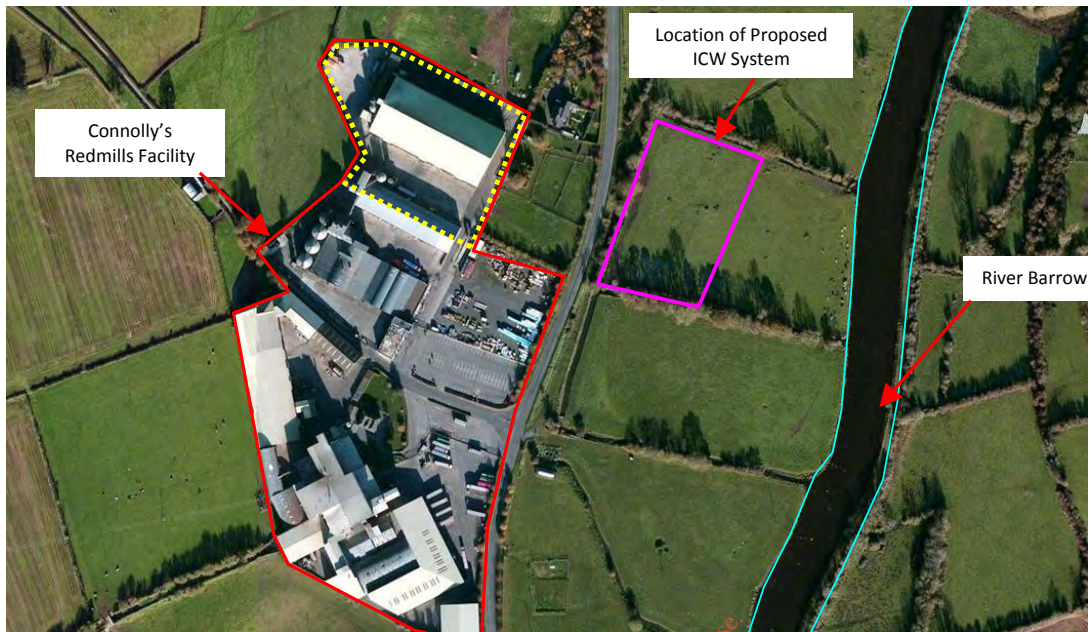 Location of Proposed
ICW System
Connolly's
Redmills Facility
River Barrow